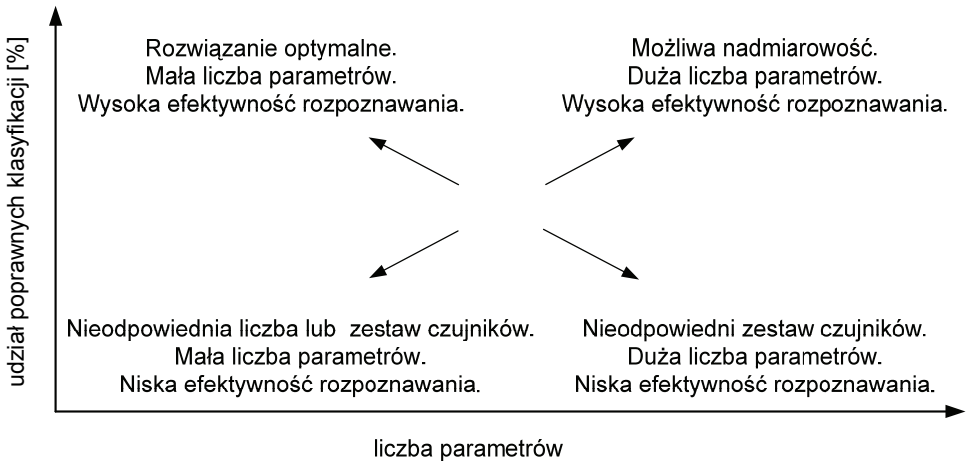 udział poprawnych klasyfikacji [%]
Rozwiązanie optymalne.
Mała liczba parametrów.
Wysoka efektywność rozpoznawania.
Możliwa nadmiarowość.
Duża liczba parametrów.
Wysoka efektywność rozpoznawania.
Nieodpowiednia liczba lub zestaw czujników.
Mała liczba parametrów.
Niska efektywność rozpoznawania.
Nieodpowiedni zestaw czujników.
Duża liczba parametrów.
Niska efektywność rozpoznawania.
liczba parametrów